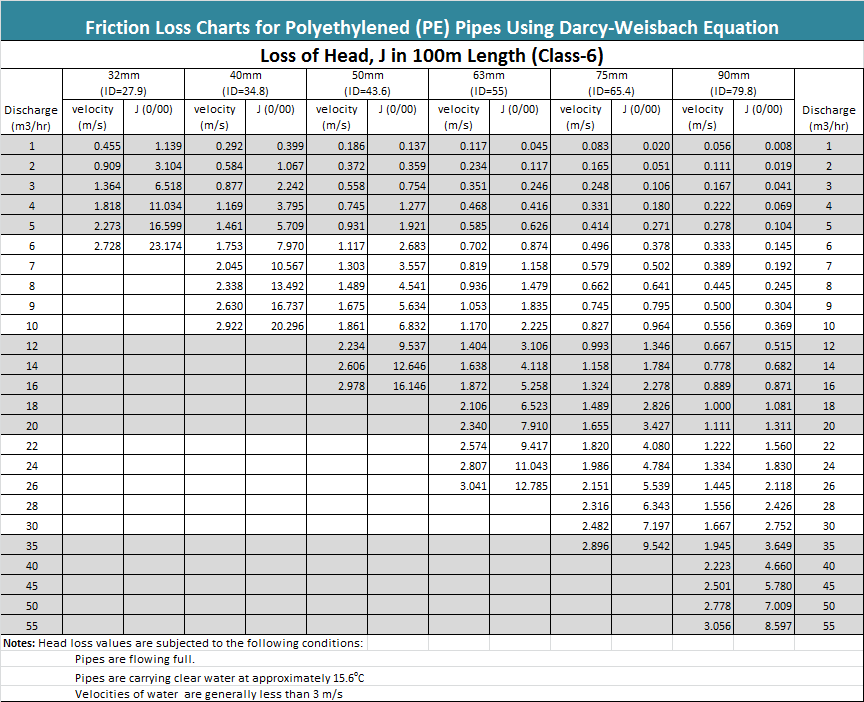 Friction Loss Charts for Polyethylened (PE) Pipes Using Darcy-Weisbach Equation
Loss of Head, J in 100m Length (Class-6)
32mm 40mm 50mm 63mm 75mm 90mm
(ID=27.9) (ID=34.8) (ID=43.6) (ID=55) (ID=65.4) (ID=79.8)
Discharge velocity J (0/00) velocity J (0/00) velocity J (0/00) velocity J (0/00) velocity J (0/00) velocity J (0/00) Discharge
(m3/hr) (m/s) (m/s) (m/s) (m/s) (m/s) (m/s) (m3/hr)
1 0.455 1.139 0.292 0.399 0.186 0.137 0.117 0.045 0.083 0.020 0.056 0.008 1
2 0.909 3.104 0.584 1.067 0.372 0.359 0.234 0.117 0.165 0.051 0.111 0.019 2
3 1.364 6.518 0.877 2.242 0.558 0.754 0.351 0.246 0.248 0.106 0.167 0.041 3
4 1.818 11.034 1.169 3.795 0.745 1.277 0.468 0.416 0.331 0.180 0.222 0.069 4
5 2.273 16.599 1.461 5.709 0.931 1.921 0.585 0.626 0.414 0.271 0.278 0.104 5
6 2.728 23.174 1.753 7.970 1.117 2.683 0.702 0.874 0.496 0.378 0.333 0.145 6
7 2.045 10.567 1.303 3.557 0.819 1.158 0.579 0.502 0.389 0.192 7
8 2.338 13.492 1.489 4.541 0.936 1.479 0.662 0.641 0.445 0.245 8
9 2.630 16.737 1.675 5.634 1.053 1.835 0.745 0.795 0.500 0.304 9
10 2.922 20.296 1.861 6.832 1.170 2.225 0.827 0.964 0.556 0.369 10
12 2.234 9.537 1.404 3.106 0.993 1.346 0.667 0.515 12
14 2.606 12.646 1.638 4.118 1.158 1.784 0.778 0.682 14
16 2.978 16.146 1.872 5.258 1.324 2.278 0.889 0.871 16
18 2.106 6.523 1.489 2.826 1.000 1.081 18
20 2.340 7.910 1.655 3.427 1.111 1.311 20
22 2.574 9.417 1.820 4.080 1.222 1.560 22
24 2.807 11.043 1.986 4.784 1.334 1.830 24
26 3.041 12.785 2.151 5.539 1.445 2.118 26
28 2.316 6.343 1.556 2.426 28
30 2.482 7.197 1.667 2.752 30
35 2.896 9.542 1.945 3.649 35
40 2.223 4.660 40
45 2.501 5.780 45
50 2.778 7.009 50
55 3.056 8.597 55
Notes: Head loss values are subjected to the following conditions:
Pipes are flowing full.
Pipes are carrying clear water at approximately 15.6⁰C
Velocities of water are generally less than 3 m/s